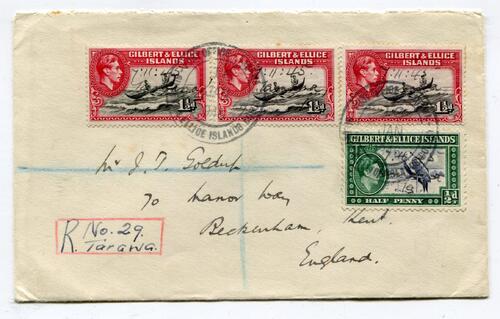 GILBERT & ELLICE
ISLANDS
1½d
GILBERT & ELLICE
ISLANDS
1½d
GILBERT & ELLICE
ISLANDS
1½d
GILBERT & ELLICE ISLANDS
HALF PENNY
½d
Mr J. T.
70 Manor Way
Beckenham, Kent.
England.
R. No. 29.
Tarawa.